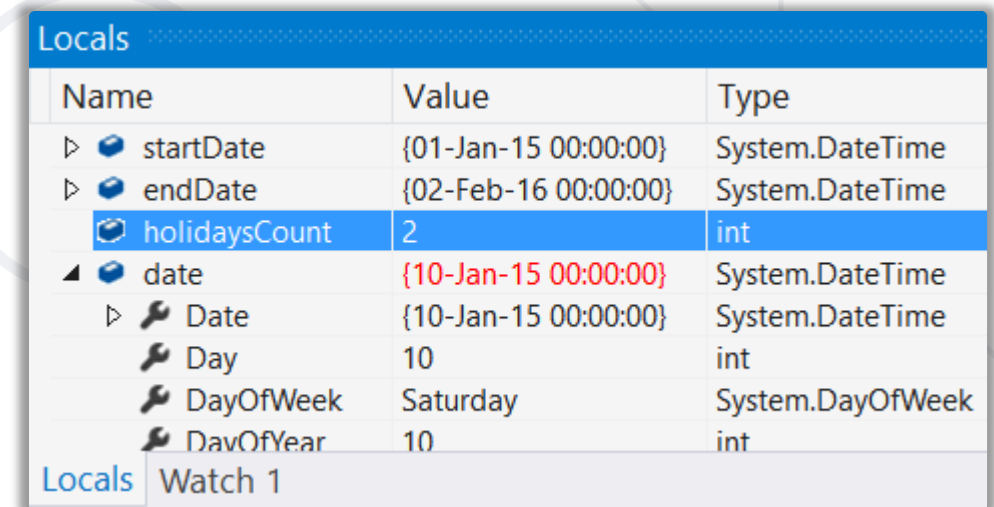 Locals
Name Value Type
startDate {01-Jan-15 00:00:00} System.DateTime
endDate {02-Feb-16 00:00:00} System.DateTime
holidaysCount 2 int
date {10-Jan-15 00:00:00} System.DateTime
Date {10-Jan-15 00:00:00} System.DateTime
Day 10 int
DayOfWeek Saturday System.DayOfWeek
DayOfYear 10 int
Locals Watch 1